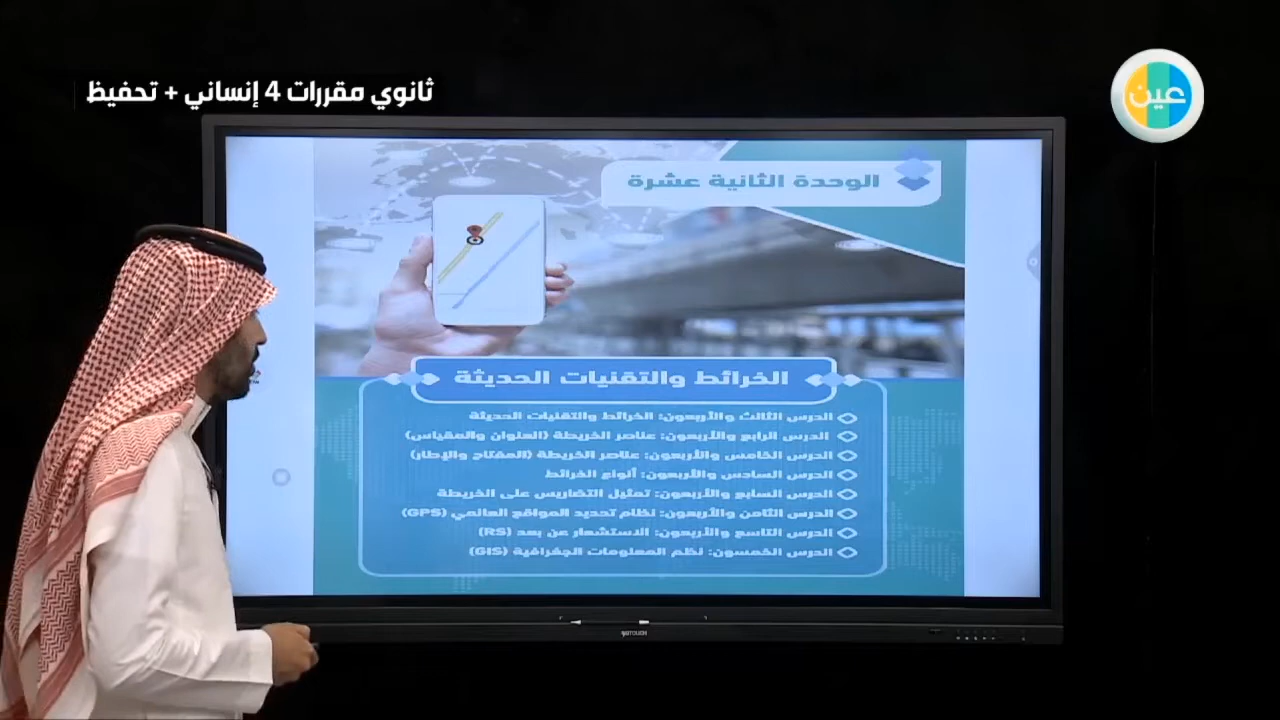 ثانوي مقررات 4 إنساني + تحفيظ
عين
الوحدة الثانية عشرة
الخرائط والتقنيات الحديثة
الدرس الثالث والأربعون: الخرائط والتقنيات الحديثة
الدرس الرابع والأربعون: عناصر الخريطة (العنوان والمقياس)
الدرس الخامس والأربعون: عناصر الخريطة (المفتاح والإطار)
الدرس السادس والأربعون: أنواع الخرائط
الدرس السابع والأربعون: تمثيل التضاريس على الخريطة
الدرس الثامن والأربعون: نظام تحديد المواقع العالمي (GPS)
الدرس التاسع والأربعون: الاستشعار عن بعد (RS)
الدرس الخمسون: نظم المعلومات الجغرافية (GIS)